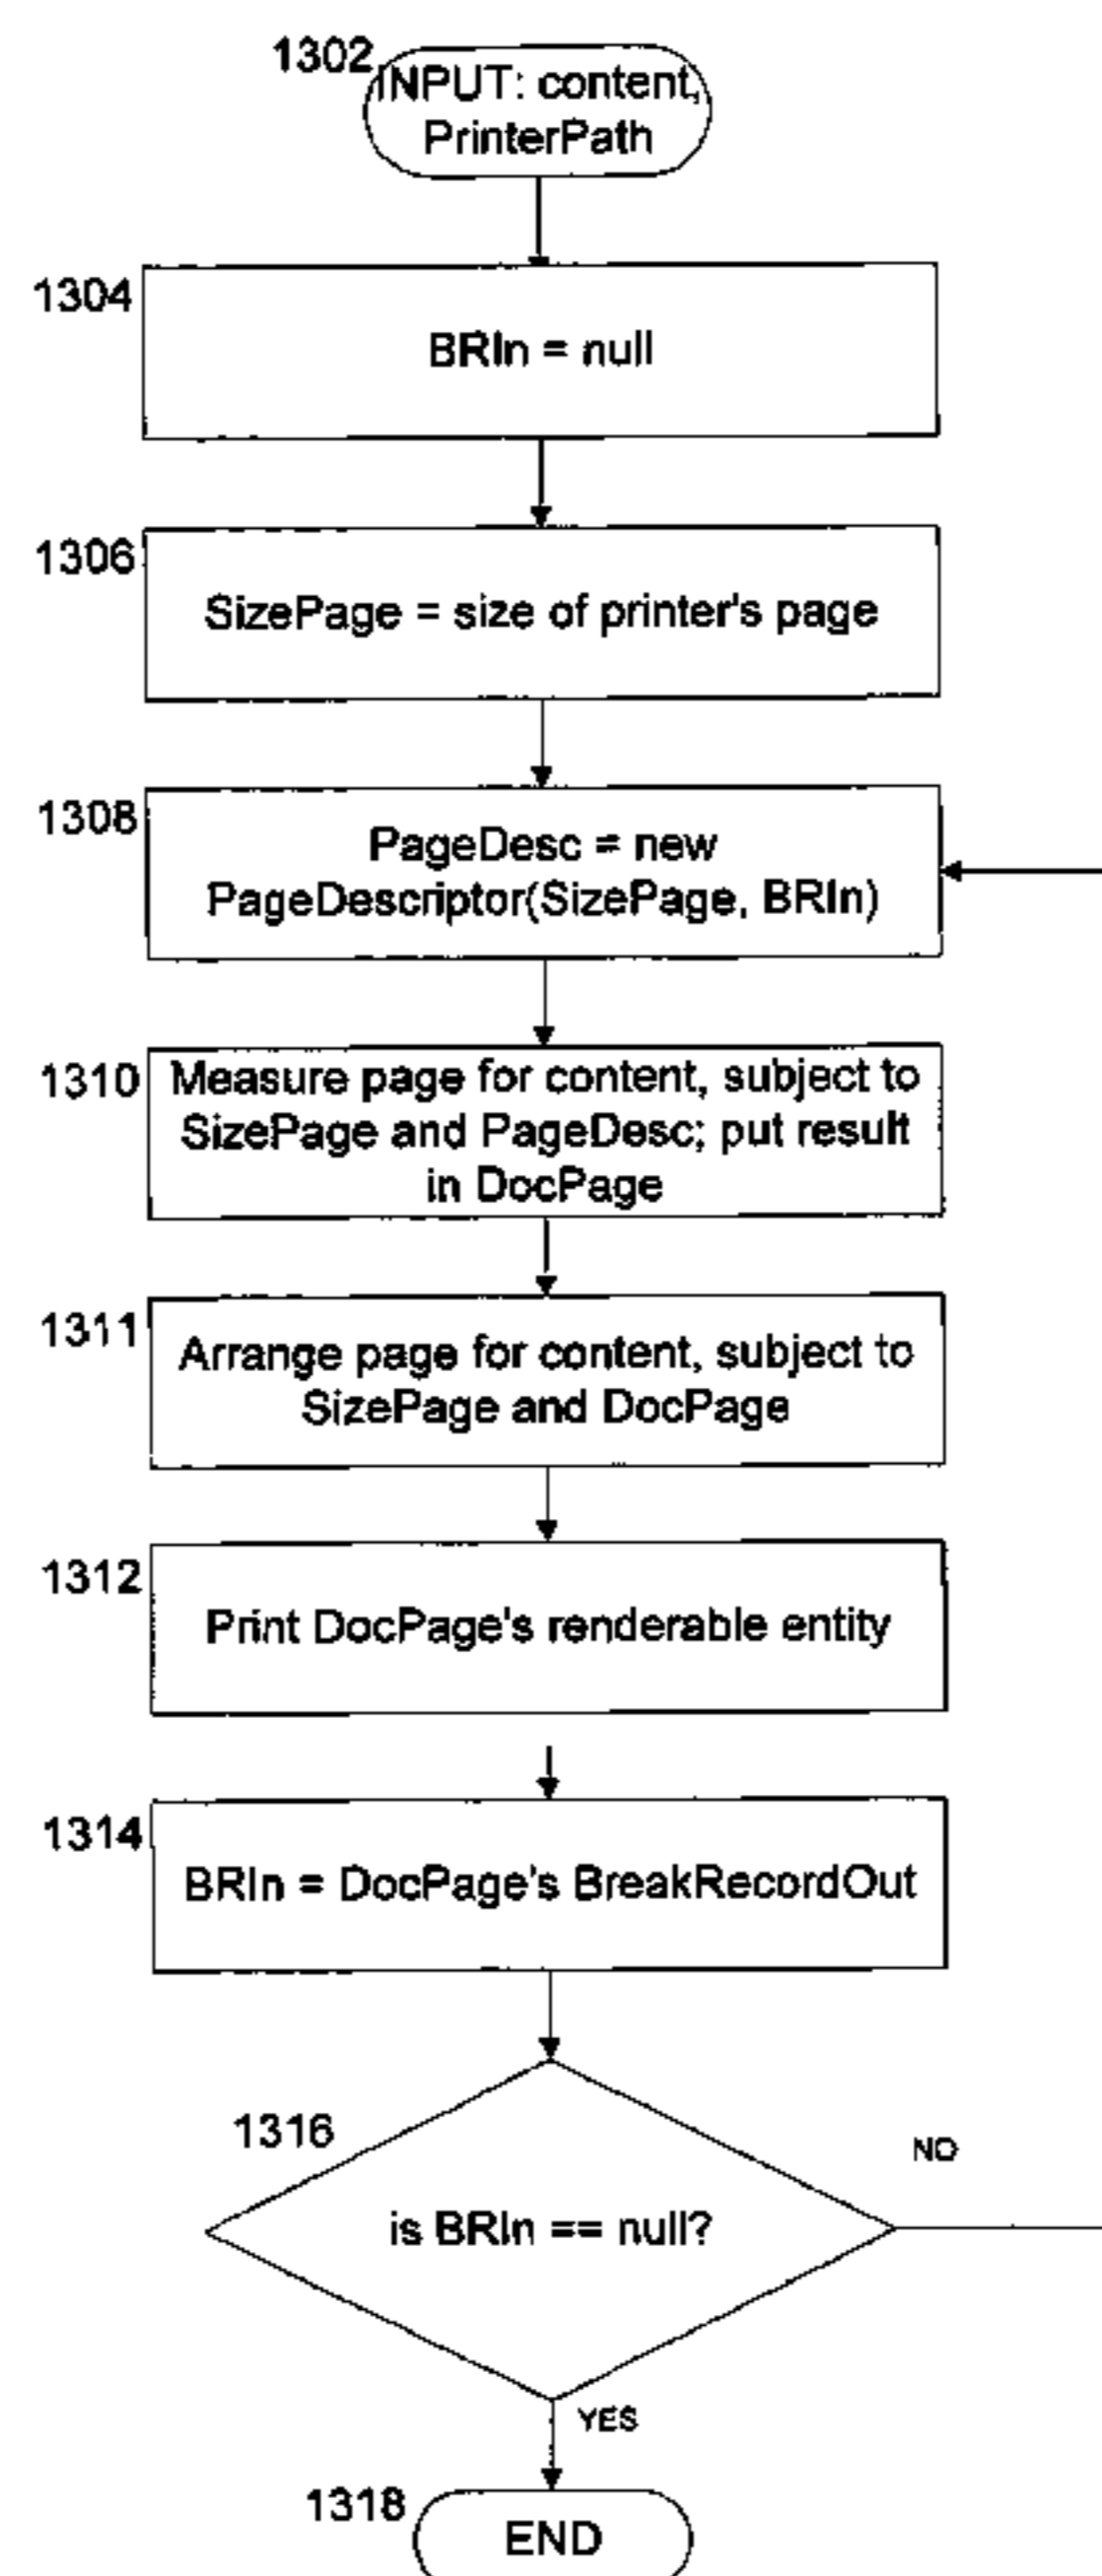 1302
INPUT: content,
PrinterPath
1304
BRIn = null
1306
SizePage = size of printer's page
1308
PageDesc = new
PageDescriptor(SizePage, BRIn)
1310
Measure page for content, subject to
SizePage and PageDesc; put result
in DocPage
1311
Arrange page for content, subject to
SizePage and DocPage
1312
Print DocPage's renderable entity
1314
BRIn = DocPage's BreakRecordOut
1316
NO
is BRIn == null?
YES
1318
END